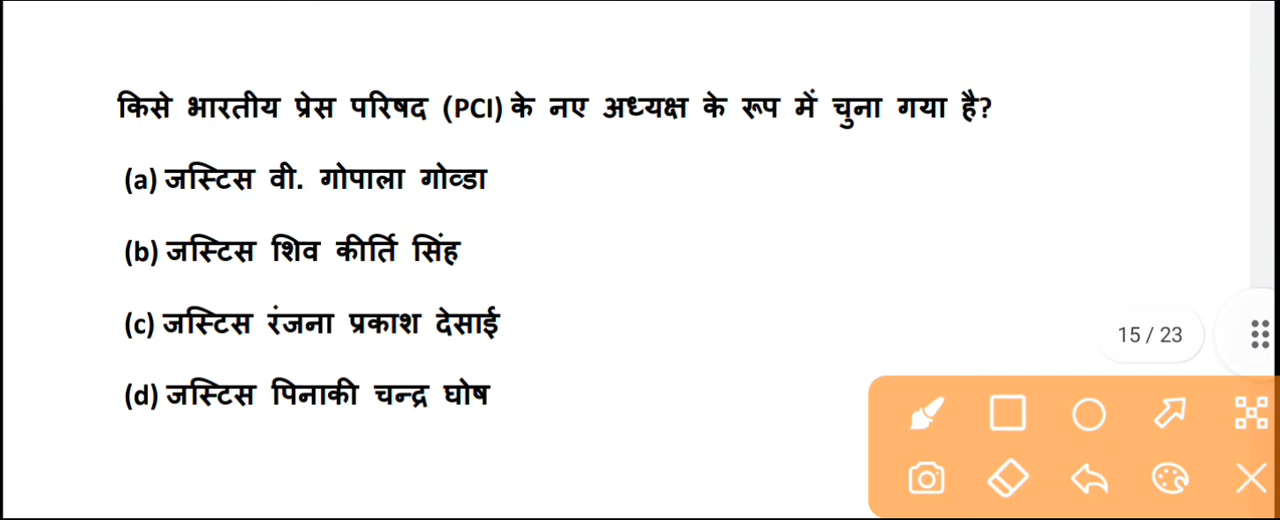 किसे भारतीय प्रेस परिषद (PCI) के नए अध्यक्ष के रूप में चुना गया है?
(a) जस्टिस वी. गोपाला गोव्डा
(b) जस्टिस शिव कीर्ति सिंह
(c) जस्टिस रंजना प्रकाश देसाई
(d) जस्टिस पिनाकी चन्द्र घोष
15 / 23